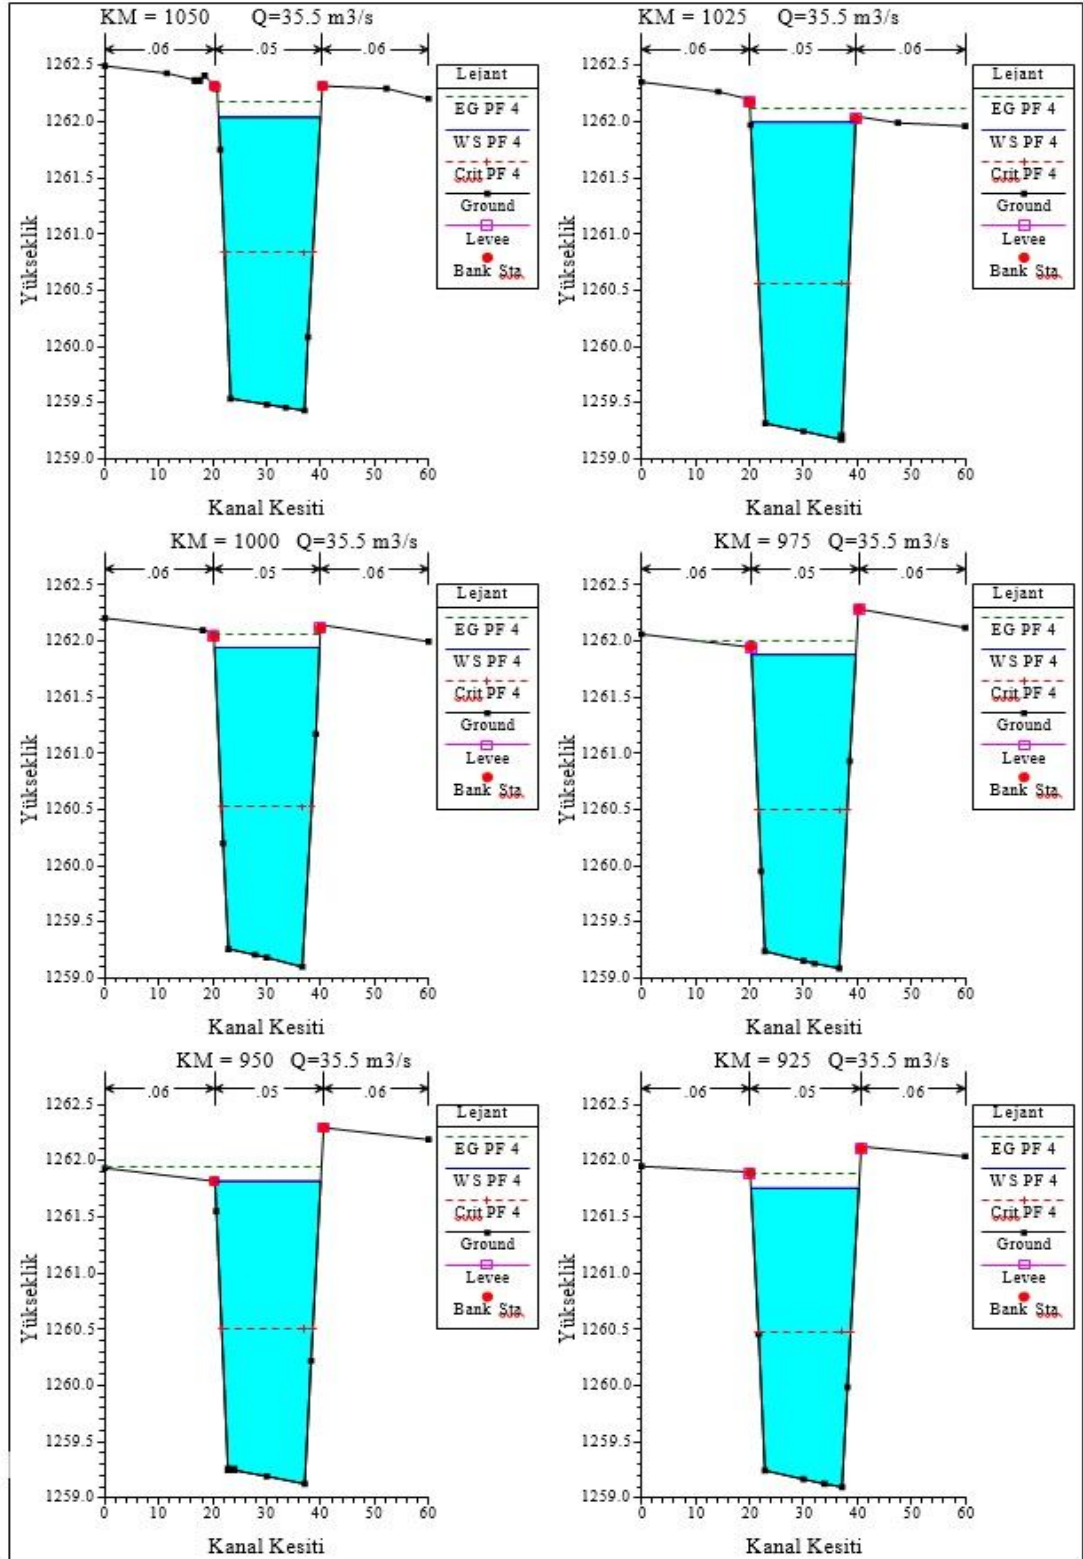 KM = 1050 Q=35.5 m3/s
.06 .05 .06
1262.5
1262.0
1261.5
1261.0
1260.5
1260.0
1259.5
1259.0
Yükseklik
0 10 20 30 40 50 60
Kanal Kesiti
Lejant
EG PF 4
WS PF 4
Crit PF 4
Ground
Levee
Bank Sta
KM = 1025 Q=35.5 m3/s
.06 .05 .06
1262.5
1262.0
1261.5
1261.0
1260.5
1260.0
1259.5
1259.0
Yükseklik
0 10 20 30 40 50 60
Kanal Kesiti
Lejant
EG PF 4
WS PF 4
Crit PF 4
Ground
Levee
Bank Sta
KM = 1000 Q=35.5 m3/s
.06 .05 .06
1262.5
1262.0
1261.5
1261.0
1260.5
1260.0
1259.5
1259.0
Yükseklik
0 10 20 30 40 50 60
Kanal Kesiti
Lejant
EG PF 4
WS PF 4
Crit PF 4
Ground
Levee
Bank Sta
KM = 975 Q=35.5 m3/s
.06 .05 .06
1262.5
1262.0
1261.5
1261.0
1260.5
1260.0
1259.5
1259.0
Yükseklik
0 10 20 30 40 50 60
Kanal Kesiti
Lejant
EG PF 4
WS PF 4
Crit PF 4
Ground
Levee
Bank Sta
KM = 950 Q=35.5 m3/s
.06 .05 .06
1262.5
1262.0
1261.5
1261.0
1260.5
1260.0
1259.5
1259.0
Yükseklik
0 10 20 30 40 50 60
Kanal Kesiti
Lejant
EG PF 4
WS PF 4
Crit PF 4
Ground
Levee
Bank Sta
KM = 925 Q=35.5 m3/s
.06 .05 .06
1262.5
1262.0
1261.5
1261.0
1260.5
1260.0
1259.5
1259.0
Yükseklik
0 10 20 30 40 50 60
Kanal Kesiti
Lejant
EG PF 4
WS PF 4
Crit PF 4
Ground
Levee
Bank Sta